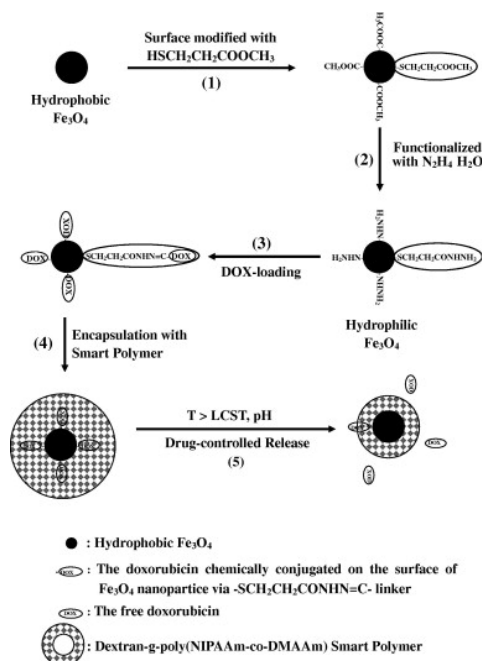 Surface modified with
HSCH2CH2COOCH3
(1)
Hydrophobic
Fe3O4
H3COOC
CH3OOC-
-SCH2CH2COOCH3
COOCH3
(2)
Functionalized
with N2H4 H2O
H2NHN
H2NHN-
-SCH2CH2CONHNH2
NHNH2
Hydrophilic
Fe3O4
(3)
DOX-loading
DOX
DOX
SCH2CH2CONHN=C-DOX
DOX
(4)
Encapsulation with
Smart Polymer
T > LCST, pH
Drug-controlled Release
(5)
DOX
DOX
DOX
: Hydrophobic Fe3O4
-DOX : The doxorubicin chemically conjugated on the surface of
Fe3O4 nanopartice via -SCH2CH2CONHN=C- linker
DOX : The free doxorubicin
: Dextran-g-poly(NIPAAm-co-DMAAm) Smart Polymer